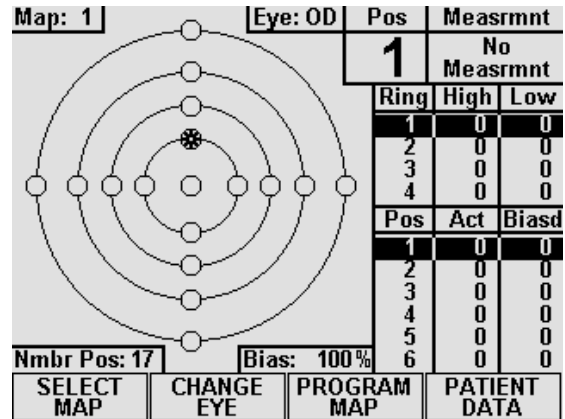 Map: 1
Eye: OD
Pos Measrmnt
1 No
Measrmnt
Ring High Low
1 0 0
2 0 0
3 0 0
4 0 0
Pos Act Biasd
1 0 0
2 0 0
3 0 0
4 0 0
5 0 0
6 0 0
Nmbr Pos: 17
Bias: 100%
SELECT MAP
CHANGE EYE
PROGRAM MAP
PATIENT DATA